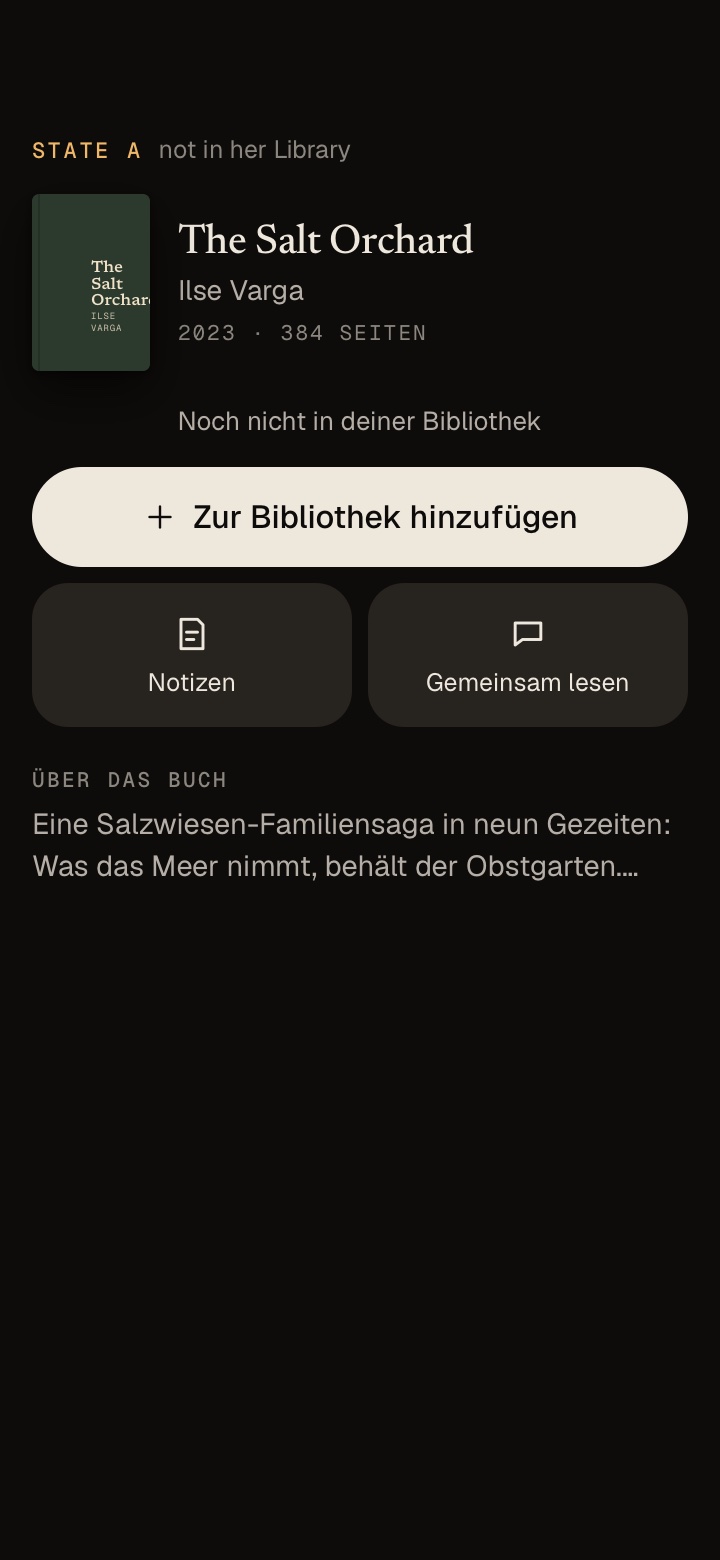 STATE A not in her Library
The
Salt
Orchar
ILSE
VARGA
The Salt Orchard
Ilse Varga
2023 · 384 SEITEN
Noch nicht in deiner Bibliothek
+ Zur Bibliothek hinzufügen
Notizen
Gemeinsam lesen
ÜBER DAS BUCH
Eine Salzwiesen-Familiensaga in neun Gezeiten:
Was das Meer nimmt, behält der Obstgarten.…